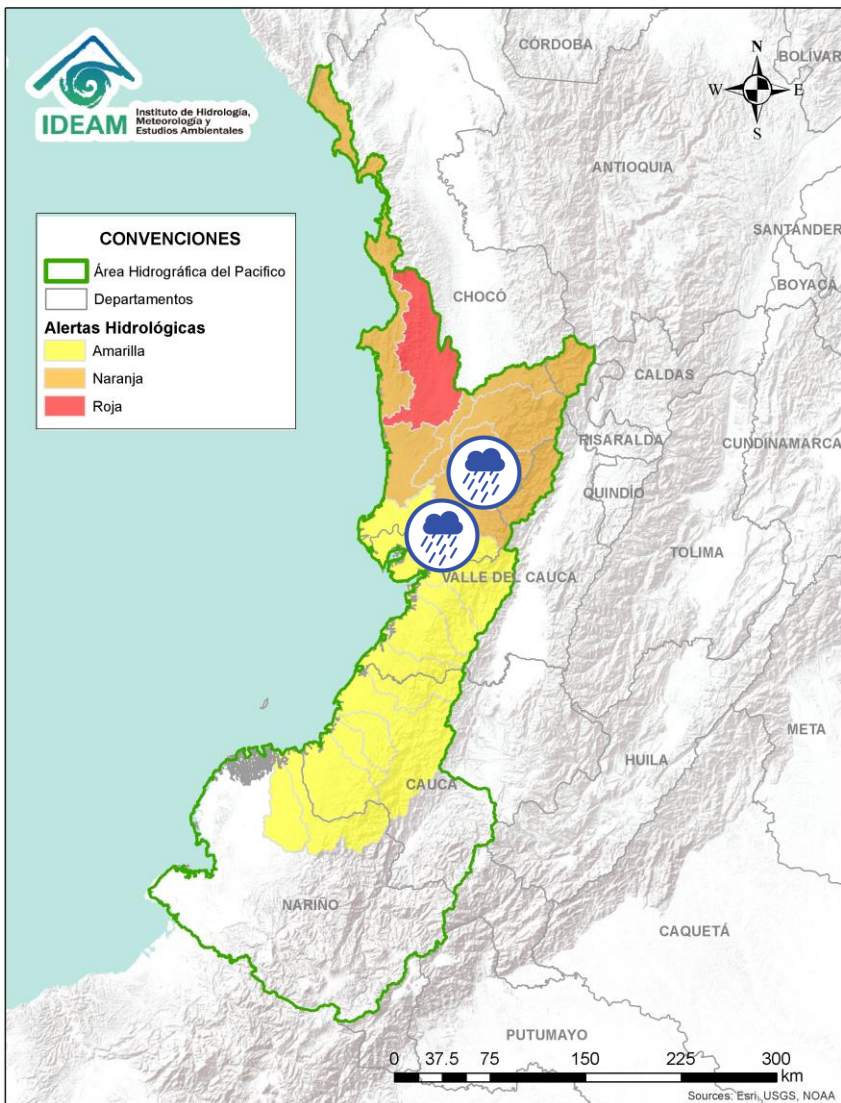 IDEAM
Instituto de Hidrología,
Meteorología y
Estudios Ambientales
N
W
E
S
CONVENCIONES
Área Hidrográfica del Pacifico
Departamentos
Alertas Hidrológicas
Amarilla
Naranja
Roja
CÓRDOBA
BOLÍVAR
ANTIOQUIA
SANTANDER
BOYACÁ
CHOCÓ
CALDAS
RISARALDA
CUNDINAMARCA
QUINDÍO
TOLIMA
VALLE DEL CAUCA
META
HUILA
CAUCA
NARIÑO
CAQUETÁ
PUTUMAYO
0 37.5 75 150 225 300
km
Sources: Esri, USGS, NOAA